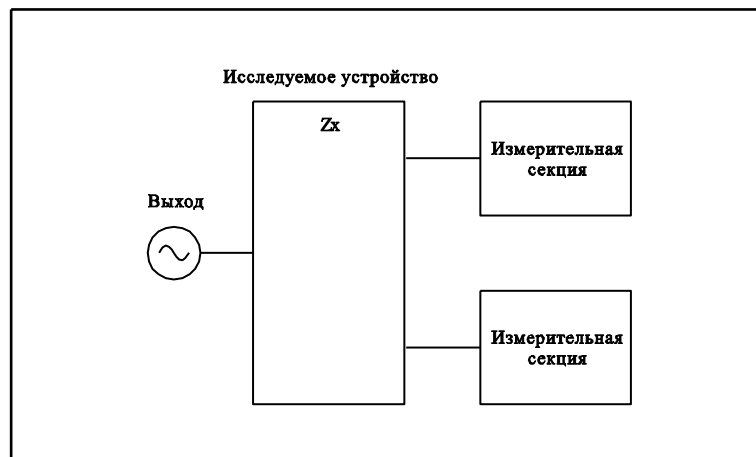 Исследуемое устройство
Zx
Измерительная
секция
Выход
Измерительная
секция